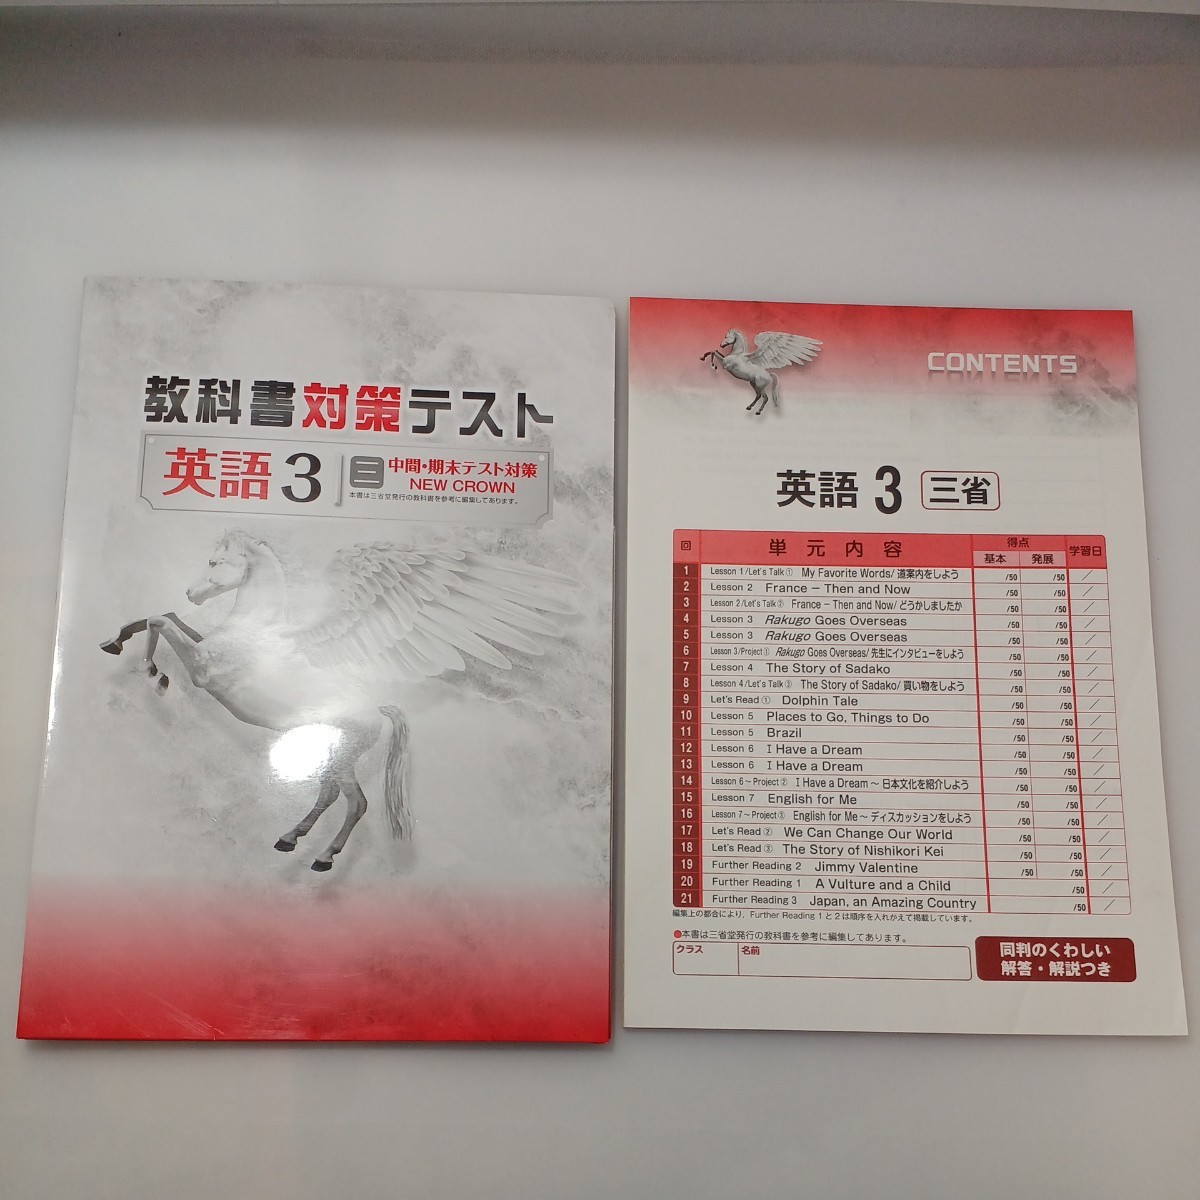 教科書対策テスト
英語 3
三 中間・期末テスト対策
NEW CROWN
本書は三省堂発行の教科書を参考に編集してあります。
CONTENTS
英語 3 三省
回 単元内容 得点 学習日
基本 発展
1 Lesson 1/Let's Talk① My Favorite Words/ 道案内をしよう /50 /50 /
2 Lesson 2 France － Then and Now /50 /50 /
3 Lesson 2/Let's Talk② France － Then and Now/ どうかしましたか /50 /50 /
4 Lesson 3 Rakugo Goes Overseas /50 /50 /
5 Lesson 3 Rakugo Goes Overseas /50 /50 /
6 Lesson 3/Project① Rakugo Goes Overseas/ 先生にインタビューをしよう /50 /50 /
7 Lesson 4 The Story of Sadako /50 /50 /
8 Lesson 4/Let's Talk③ The Story of Sadako/ 買い物をしよう /50 /50 /
9 Let's Read① Dolphin Tale /50 /50 /
10 Lesson 5 Places to Go, Things to Do /50 /50 /
11 Lesson 5 Brazil /50 /50 /
12 Lesson 6 I Have a Dream /50 /50 /
13 Lesson 6 I Have a Dream /50 /50 /
14 Lesson 6～Project② I Have a Dream～日本文化を紹介しよう /50 /50 /
15 Lesson 7 English for Me /50 /50 /
16 Lesson 7～Project③ English for Me～ディスカッションをしよう /50 /50 /
17 Let's Read② We Can Change Our World /50 /50 /
18 Let's Read③ The Story of Nishikori Kei /50 /50 /
19 Further Reading 2 Jimmy Valentine /50 /50 /
20 Further Reading 1 A Vulture and a Child /50 /
21 Further Reading 3 Japan, an Amazing Country /50 /
編集上の都合により，Further Reading 1 と 2 は順序を入れかえて掲載しています。
●本書は三省堂発行の教科書を参考に編集してあります。
クラス 名前
同判のくわしい
解答・解説つき